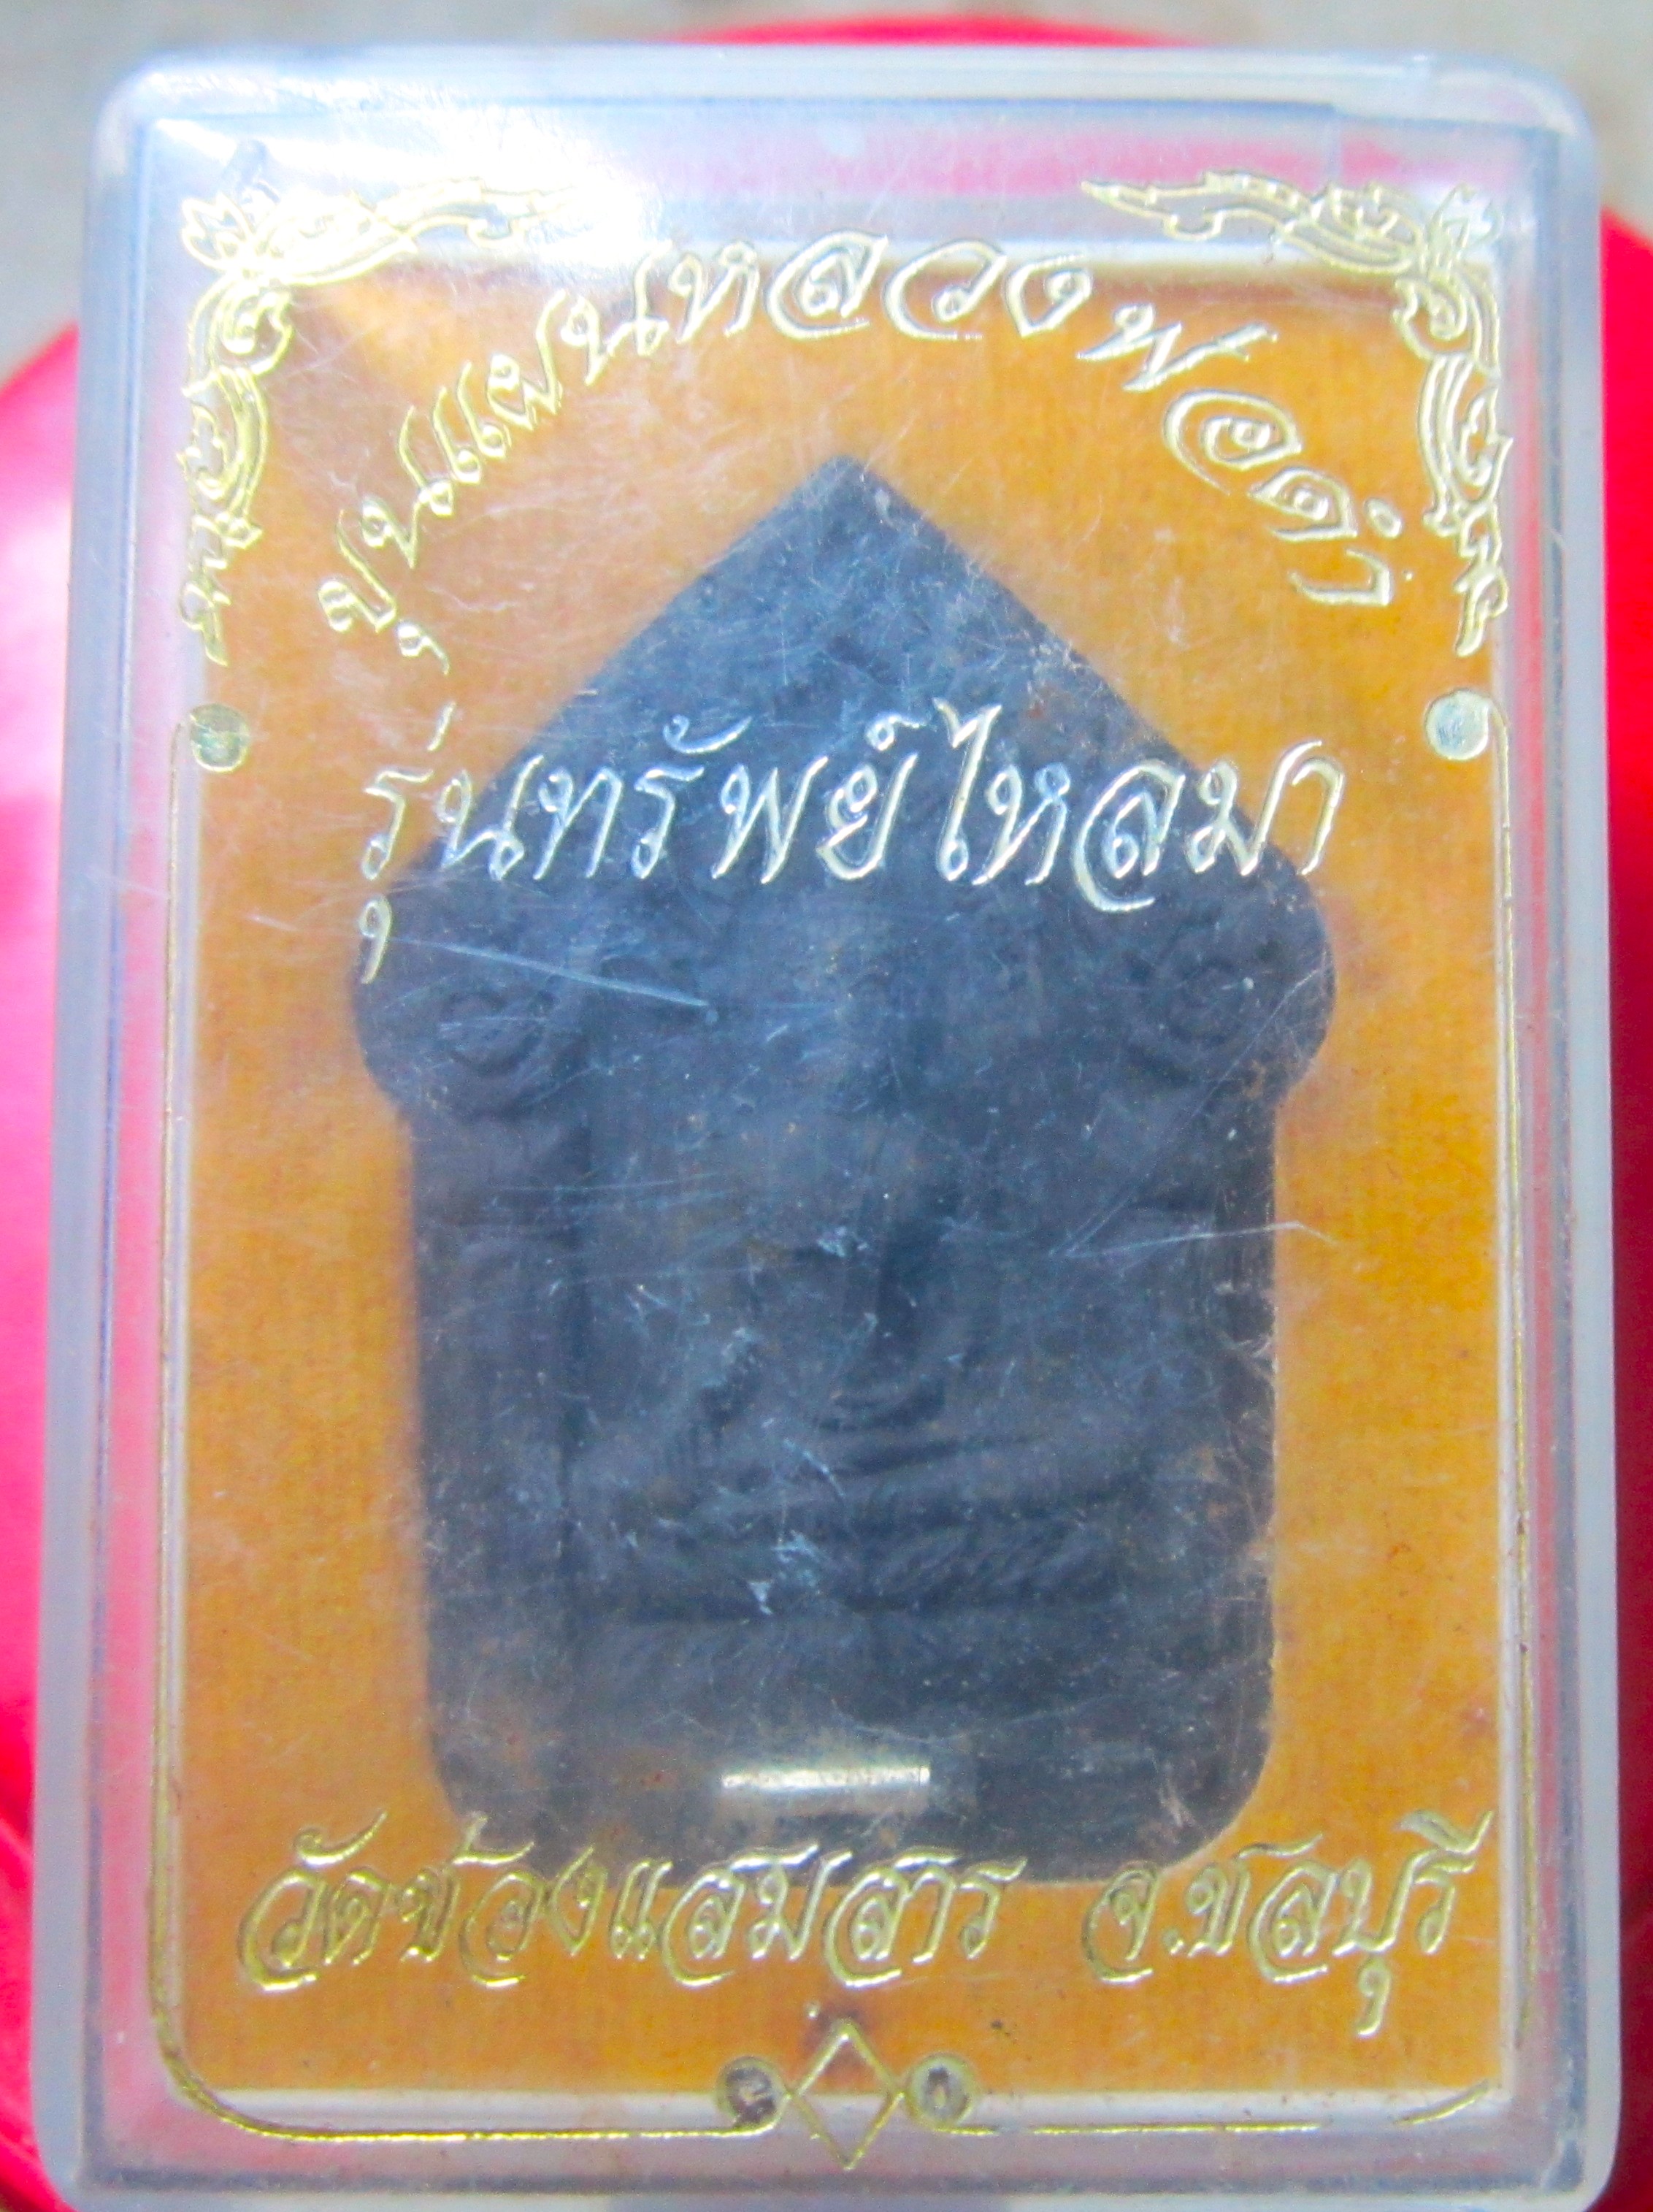 ขุนแผนหลวงพ่อดำ
รุ่นทรัพย์ไหลมา
วัดช่องแสมสาร จ.ชลบุรี